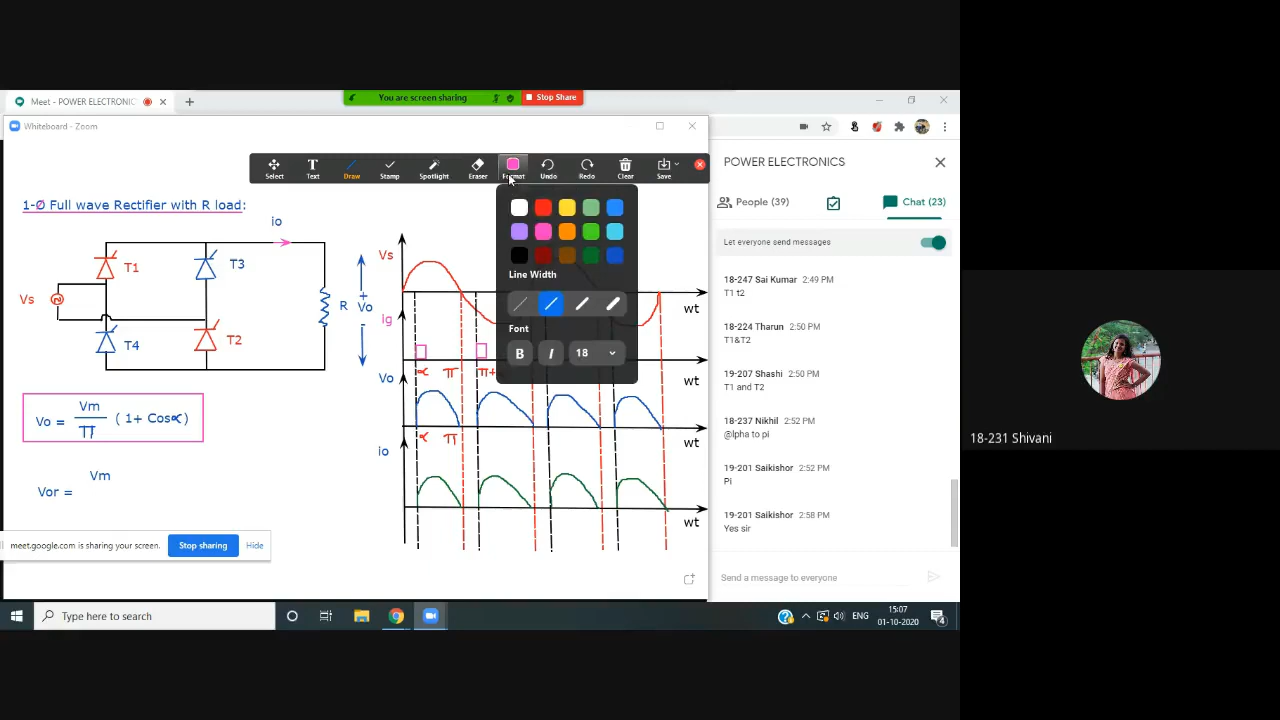 Meet - POWER ELECTRONIC
You are screen sharing
Stop Share
Whiteboard - Zoom
Select
Text
Draw
Stamp
Spotlight
Eraser
Format
Undo
Redo
Clear
Save
1-Ø Full wave Rectifier with R load:
io
T1
T3
Vs
T4
T2
R
+
Vo
-
Vo = Vm
π
( 1+ Cos∝ )
Vm
Vor =
Vs
wt
ig
∝ π π+
wt
Vo
∝ π
wt
io
wt
Line Width
Font
B I 18
meet.google.com is sharing your screen.
Stop sharing
Hide
POWER ELECTRONICS
People (39)
Chat (23)
Let everyone send messages
18-247 Sai Kumar 2:49 PM
T1 t2
18-224 Tharun 2:50 PM
T1&T2
19-207 Shashi 2:50 PM
T1 and T2
18-237 Nikhil 2:52 PM
@lpha to pi
19-201 Saikishor 2:52 PM
Pi
19-201 Saikishor 2:58 PM
Yes sir
Send a message to everyone
18-231 Shivani
Type here to search
ENG
15:07
01-10-2020
4